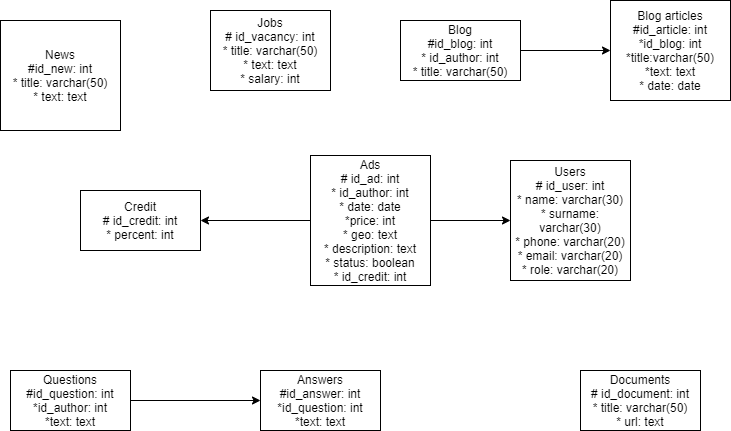 News
#id_new: int
* title: varchar(50)
* text: text
Jobs
# id_vacancy: int
* title: varchar(50)
* text: text
* salary: int
Blog
#id_blog: int
* id_author: int
* title: varchar(50)
Blog articles
#id_article: int
*id_blog: int
*title:varchar(50)
*text: text
* date: date
Credit
# id_credit: int
* percent: int
Ads
# id_ad: int
* id_author: int
* date: date
*price: int
* geo: text
* description: text
* status: boolean
* id_credit: int
Users
# id_user: int
* name: varchar(30)
* surname:
varchar(30)
* phone: varchar(20)
* email: varchar(20)
* role: varchar(20)
Questions
#id_question: int
*id_author: int
*text: text
Answers
#id_answer: int
*id_question: int
*text: text
Documents
# id_document: int
* title: varchar(50)
* url: text